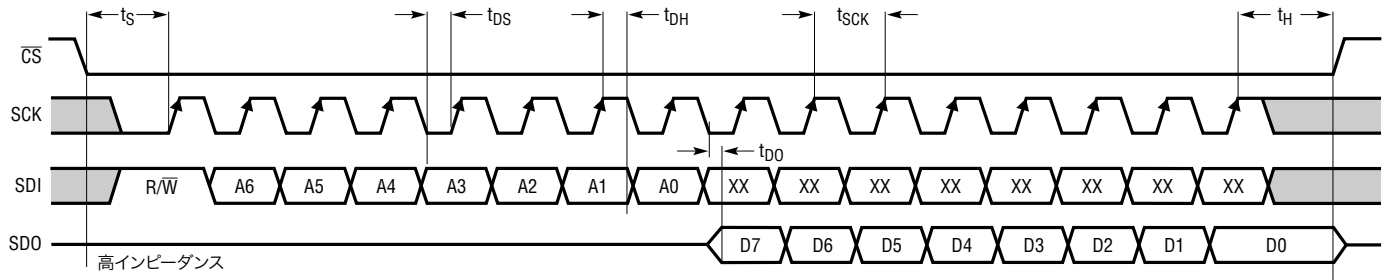 tS tDS tDH tSCK tH
CS
SCK
tDO
SDI R/W A6 A5 A4 A3 A2 A1 A0 XX XX XX XX XX XX XX XX
SDO D7 D6 D5 D4 D3 D2 D1 D0
高インピーダンス